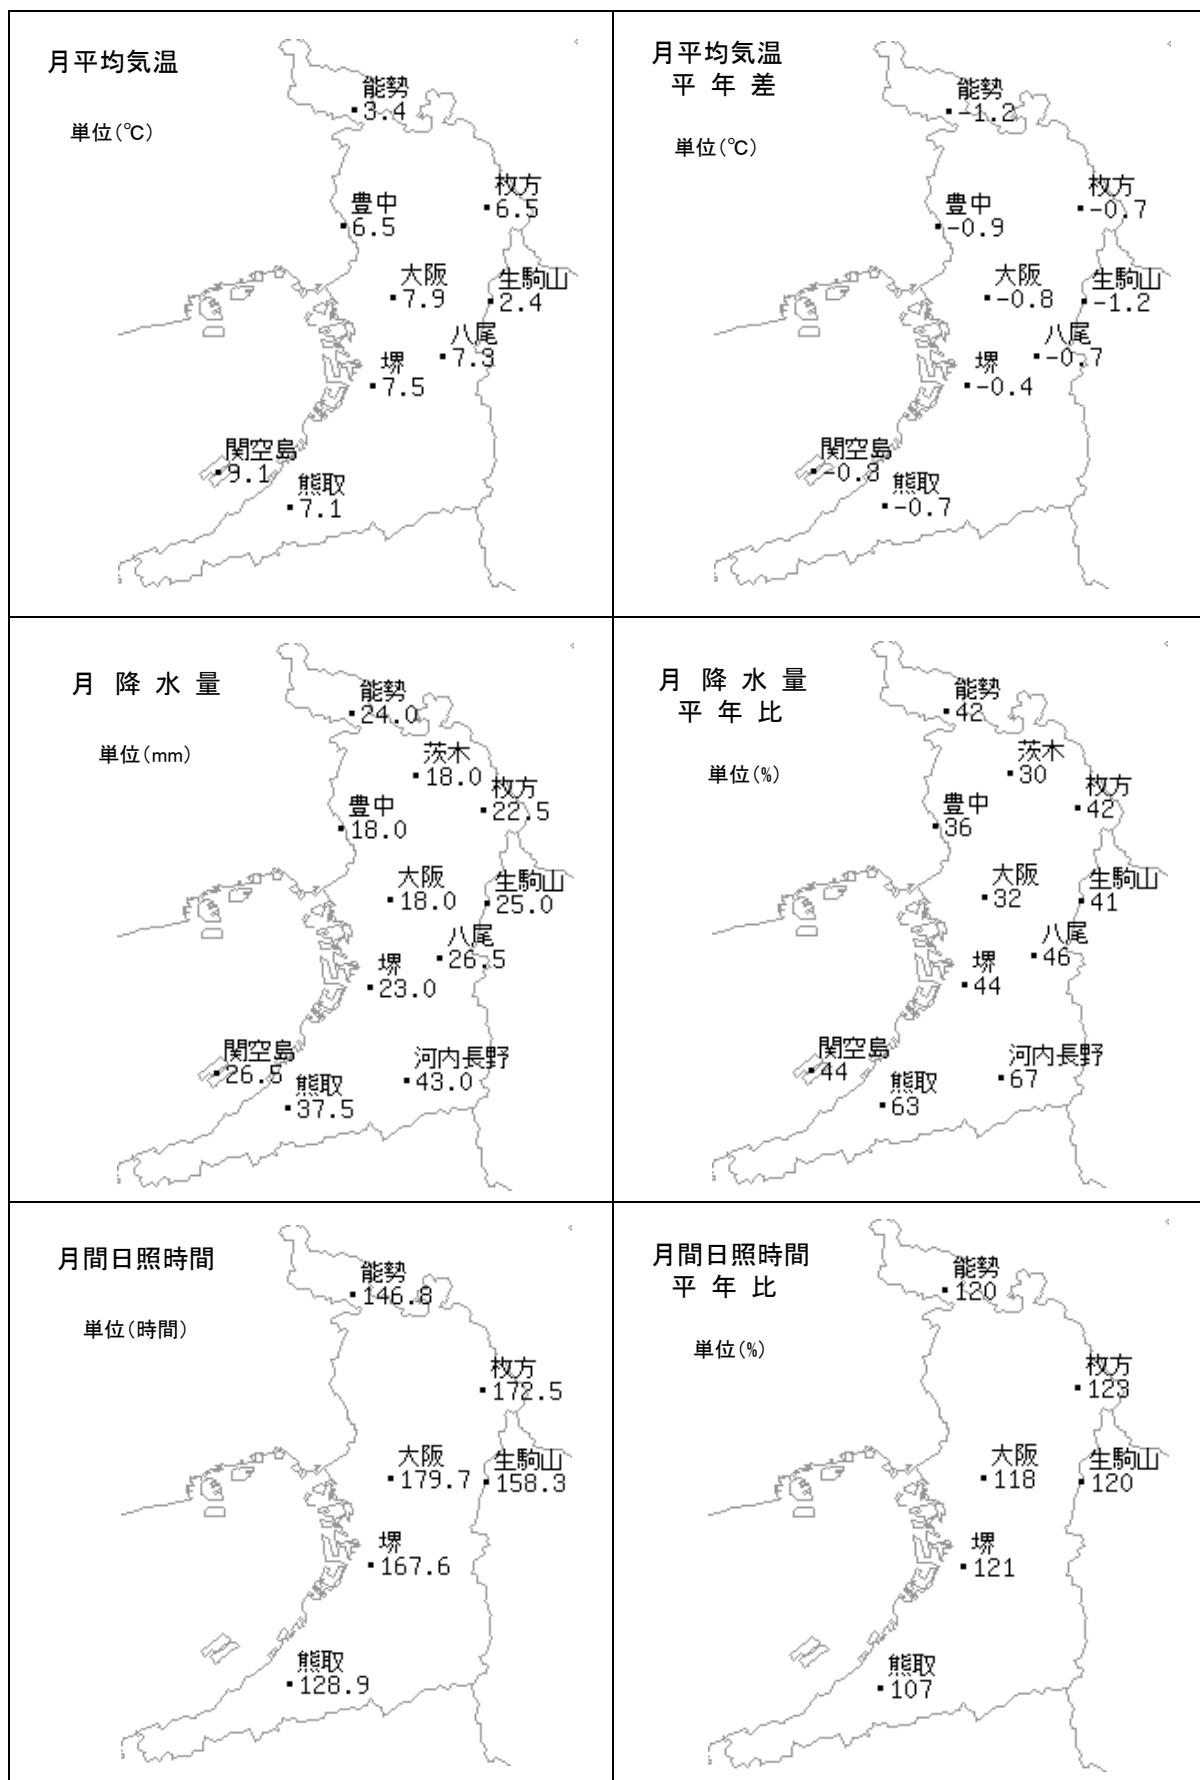 月平均気温
単位(℃)
能勢
3.4
枚方
6.5
豊中
6.5
大阪
7.9
生駒山
2.4
八尾
7.3
堺
7.5
関空島
9.1
熊取
7.1
月平均気温
平 年 差
単位(℃)
能勢
-1.2
枚方
-0.7
豊中
-0.9
大阪
-0.8
生駒山
-1.2
八尾
-0.7
堺
-0.4
関空島
-0.8
熊取
-0.7
月 降 水 量
単位(mm)
能勢
24.0
茨木
18.0
枚方
22.5
豊中
18.0
大阪
18.0
生駒山
25.0
八尾
26.5
堺
23.0
関空島
26.5
河内長野
43.0
熊取
37.5
月 降 水 量
平 年 比
単位(%)
能勢
42
茨木
30
枚方
42
豊中
36
大阪
32
生駒山
41
八尾
46
堺
44
関空島
44
河内長野
67
熊取
63
月間日照時間
単位(時間)
能勢
146.8
枚方
172.5
大阪
179.7
生駒山
158.3
堺
167.6
熊取
128.9
月間日照時間
平 年 比
単位(%)
能勢
120
枚方
123
大阪
118
生駒山
120
堺
121
熊取
107